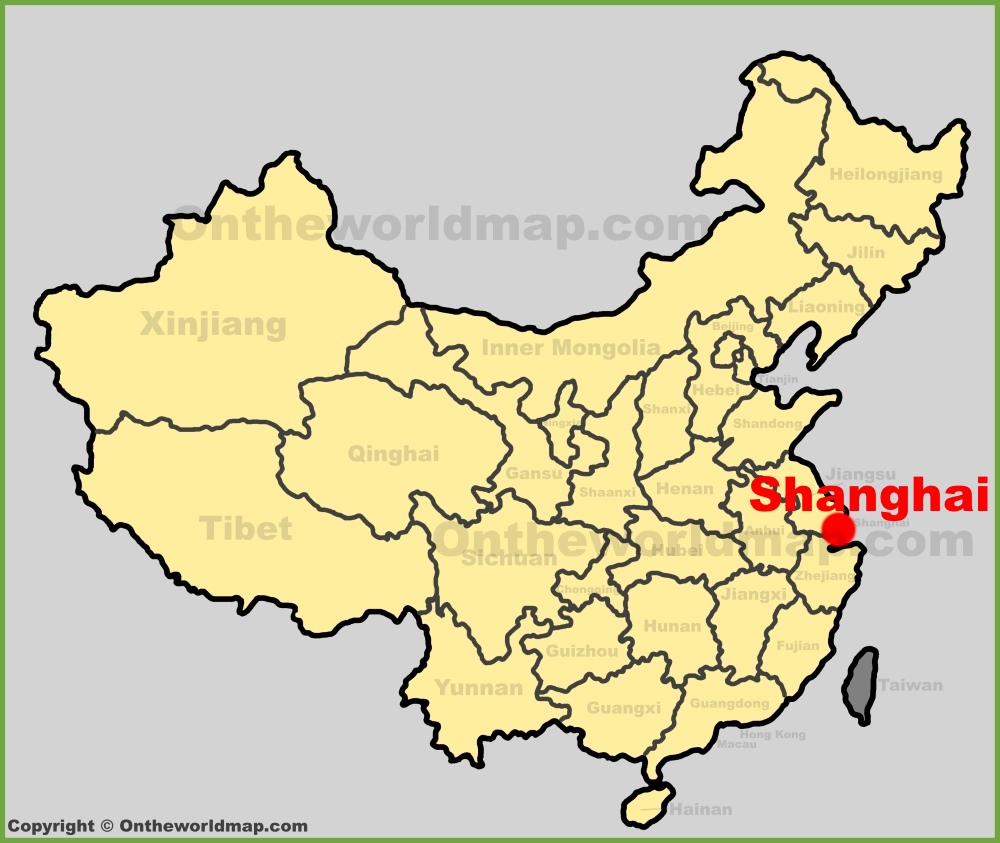 Heilongjiang
Ontheworldmap.com
Jilin
Liaoning
Xinjiang
Beijing
Inner Mongolia
Tianjin
Hebei
Shanxi
Ningxia
Shandong
Qinghai
Gansu
Jiangsu
Shaanxi
Henan
Shanghai
Shanghai
Tibet
Anhui
Ontheworldmap.com
Hubei
Sichuan
Zhejiang
Chongqing
Jiangxi
Hunan
Fujian
Guizhou
Yunnan
Taiwan
Guangxi
Guangdong
Hong Kong
Macau
Hainan
Copyright © Ontheworldmap.com